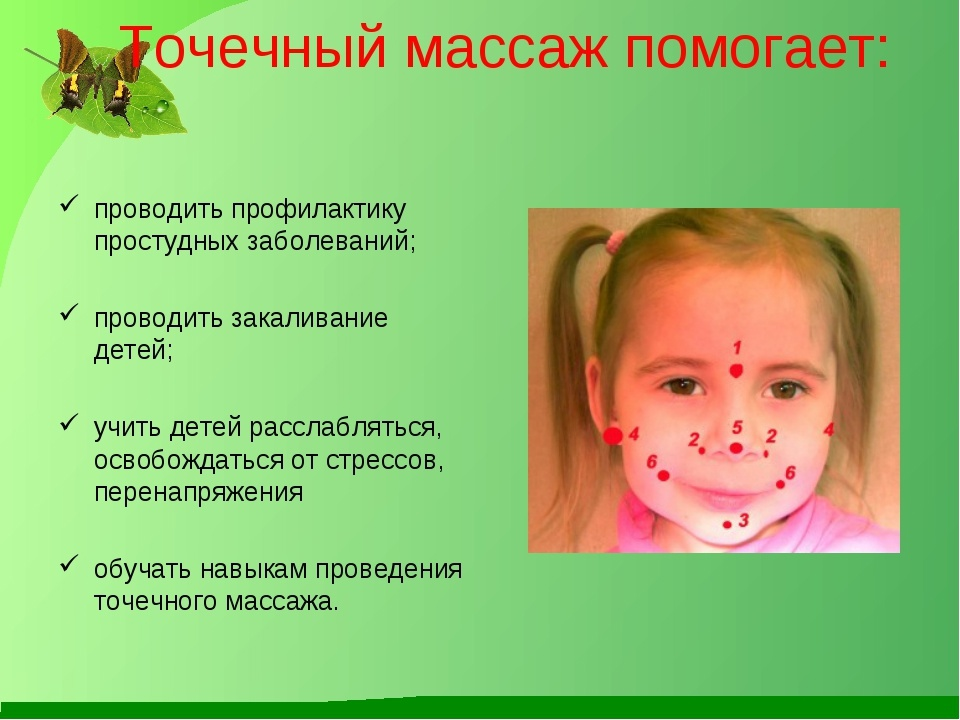 Точечный массаж помогает:
проводить профилактику
простудных заболеваний;
проводить закаливание
детей;
учить детей расслабляться,
освобождаться от стрессов,
перенапряжения
обучать навыкам проведения
точечного массажа.
1
4
2
5
2
4
6
6
3